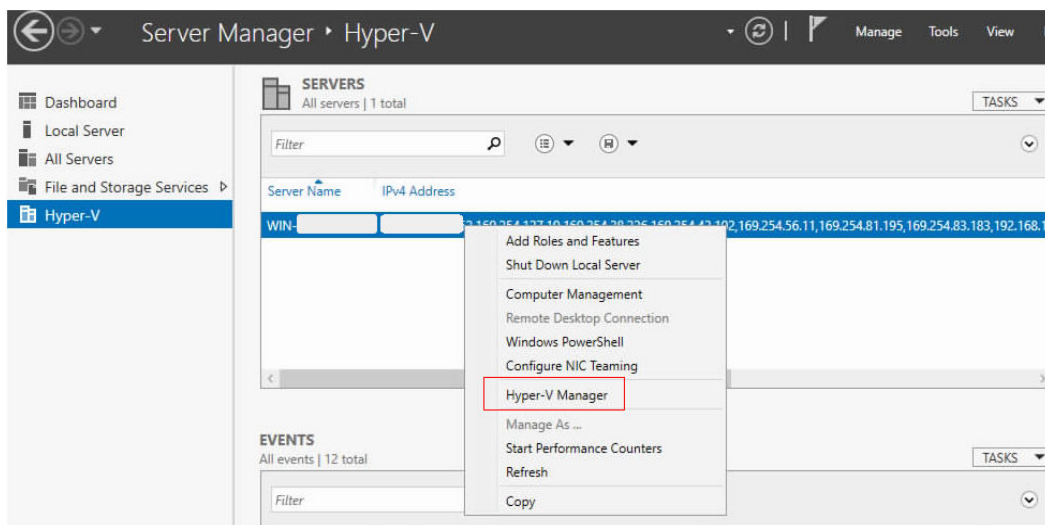 Server Manager ‣ Hyper-V
Manage Tools View
Dashboard
Local Server
All Servers
File and Storage Services
Hyper-V
SERVERS
All servers | 1 total
TASKS
Filter
Server Name IPv4 Address
WIN-
02,169.254.56.11,169.254.81.195,169.254.83.183,192.168.1
Add Roles and Features
Shut Down Local Server
Computer Management
Remote Desktop Connection
Windows PowerShell
Configure NIC Teaming
Hyper-V Manager
Manage As ...
Start Performance Counters
Refresh
Copy
EVENTS
All events | 12 total
TASKS
Filter